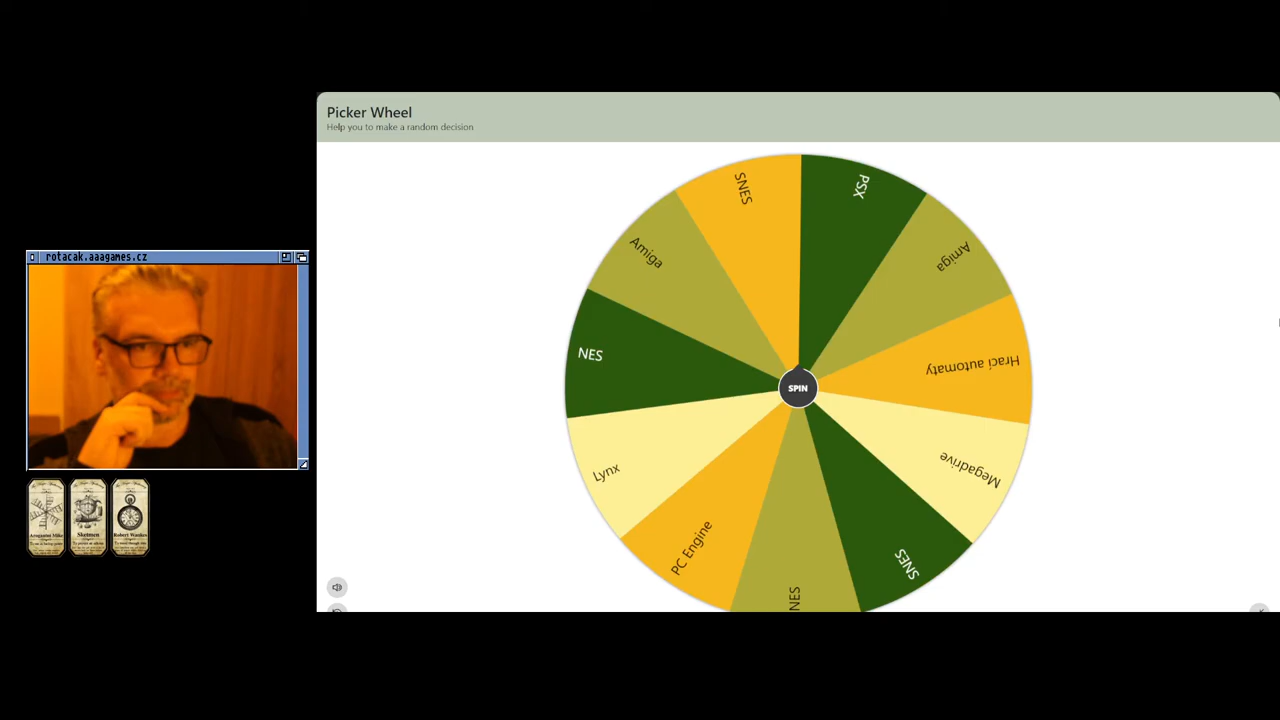 Picker Wheel
Help you to make a random decision
rotacak.aaagames.cz
SNES
PSX
Amiga
Amiga
Hraci automaty
NES
Megadrive
Lynx
SNES
PC Engine
NES
SPIN